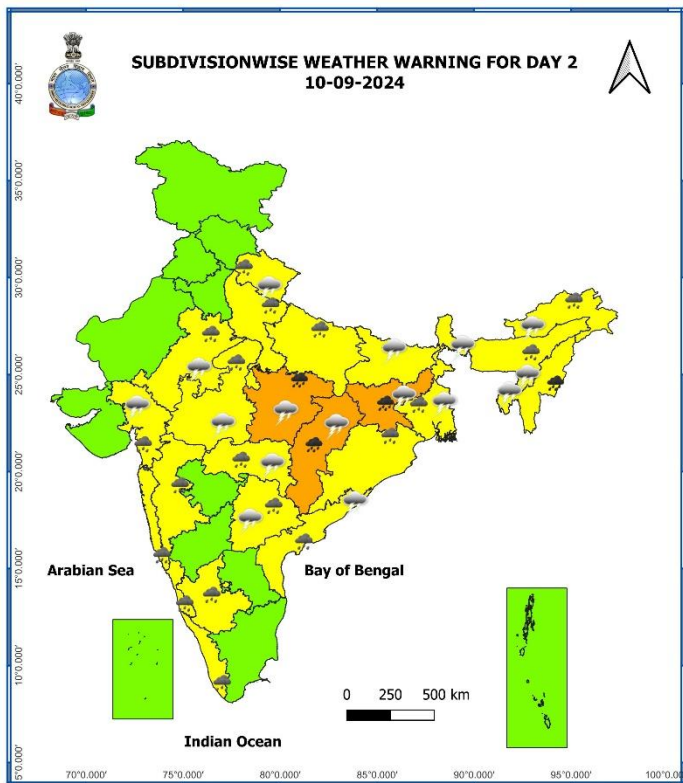 SUBDIVISIONWISE WEATHER WARNING FOR DAY 2
10-09-2024
40°0.000'
35°0.000'
30°0.000'
25°0.000'
20°0.000'
15°0.000'
10°0.000'
5°0.000'
Arabian Sea
Bay of Bengal
0 250 500 km
Indian Ocean
70°0.000' 75°0.000' 80°0.000' 85°0.000' 90°0.000' 95°0.000' 100°0.0